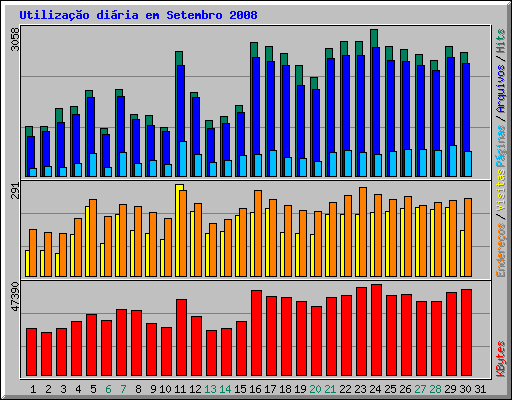 Utilização diária em Setembro 2008
3058
291
47390
Endereços / Visitas Páginas / Arquivos / Hits
KBytes
1 2 3 4 5 6 7 8 9 10 11 12 13 14 15 16 17 18 19 20 21 22 23 24 25 26 27 28 29 30 31